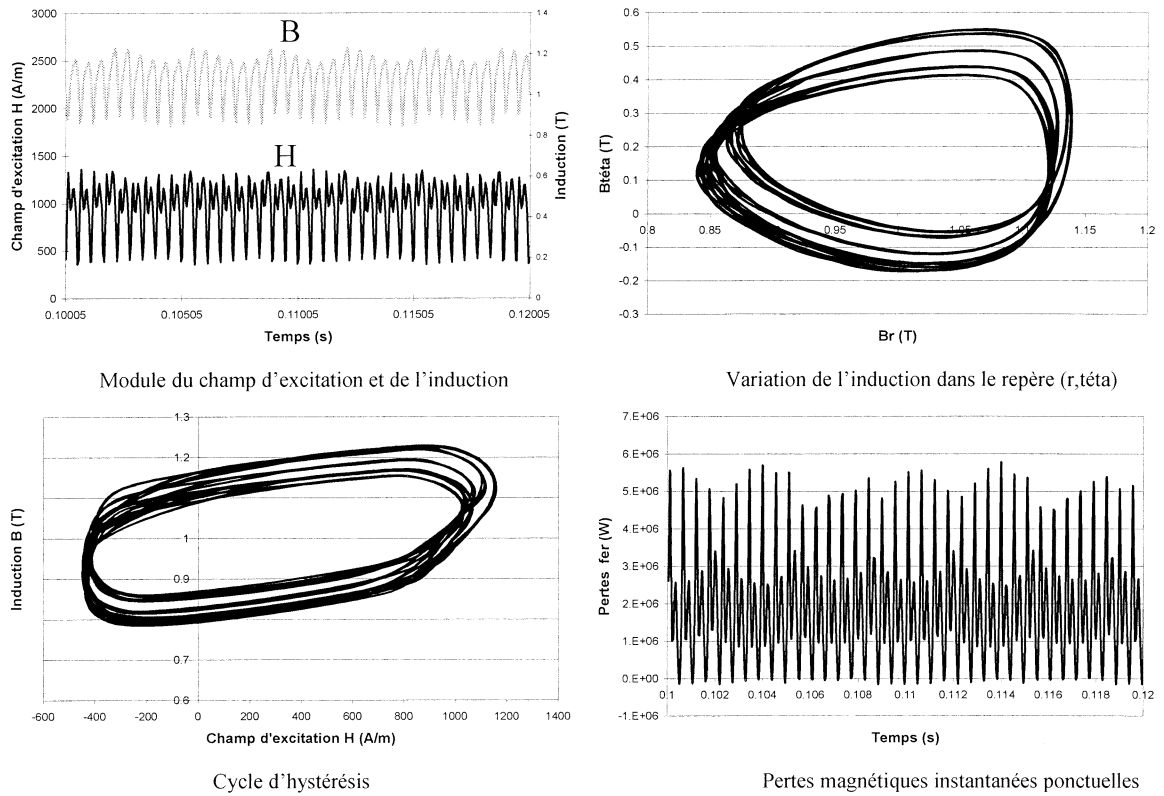 3000
2500
2000
1500
1000
500
0
Champ d'excitation H (A/m)
B
H
1.4
1.2
1
0.8
0.6
0.4
0.2
0
Induction (T)
0.10005
0.10505
0.11005
0.11505
0.12005
Temps (s)
Module du champ d’excitation et de l’induction
0.6
0.5
0.4
0.3
0.2
0.1
0
-0.1
-0.2
-0.3
Btéta (T)
0.8
0.85
0.95
1.05
1.1
1.15
1.2
Br (T)
Variation de l’induction dans le repère (r,téta)
1.3
1.2
1.1
1
0.9
0.7
0.6
Induction B (T)
-600
-400
-200
0
200
400
600
800
1000
1200
1400
Champ d'excitation H (A/m)
Cycle d’hystérésis
7.E+06
6.E+06
5.E+06
4.E+06
3.E+06
2.E+06
1.E+06
0.E+00
-1.E+06
Pertes fer (W)
0.1
0.102
0.104
0.106
0.108
0.11
0.112
0.114
0.116
0.118
0.12
Temps (s)
Pertes magnétiques instantanées ponctuelles